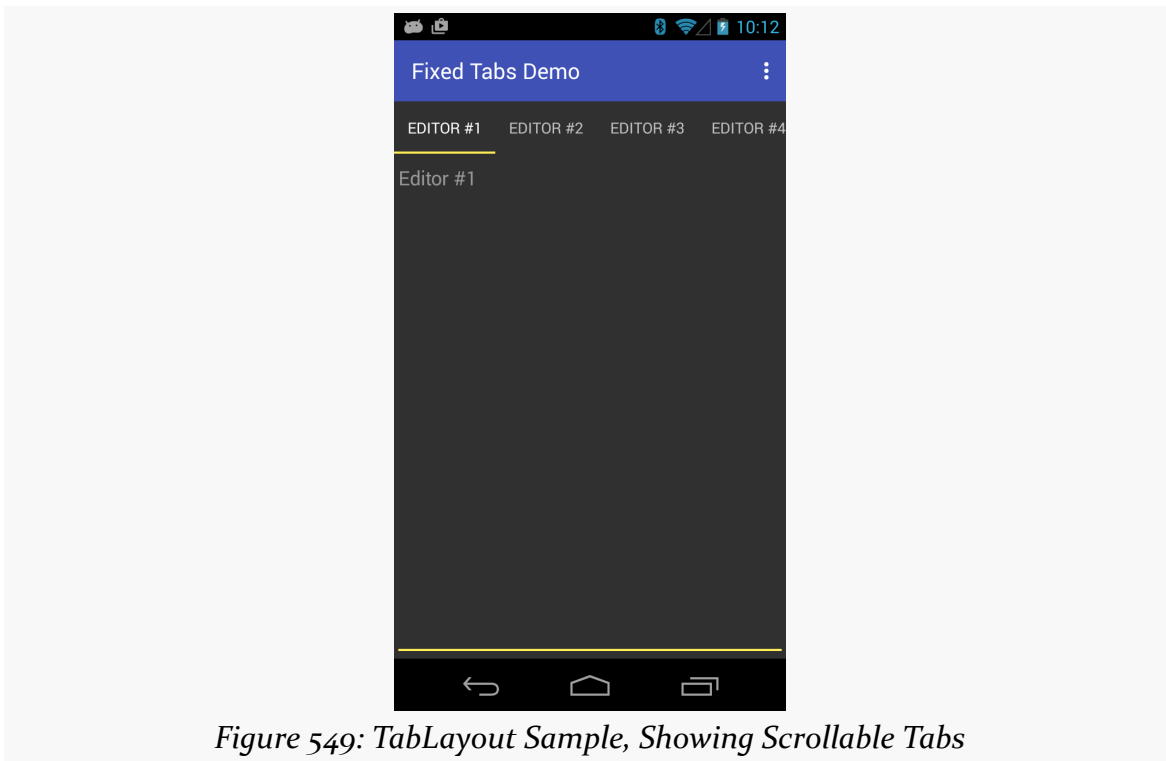 10:12
Fixed Tabs Demo
EDITOR #1 EDITOR #2 EDITOR #3 EDITOR #4
Editor #1
Figure 549: TabLayout Sample, Showing Scrollable Tabs